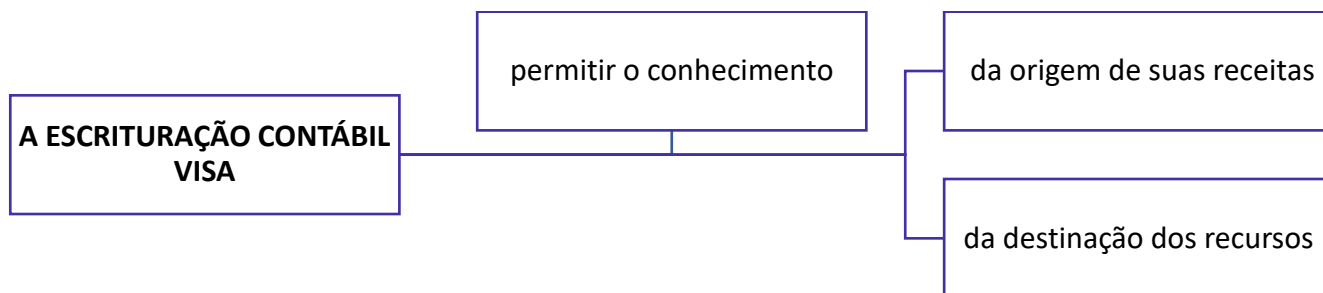 A ESCRITURAÇÃO CONTÁBIL
VISA
permitir o conhecimento
da origem de suas receitas
da destinação dos recursos